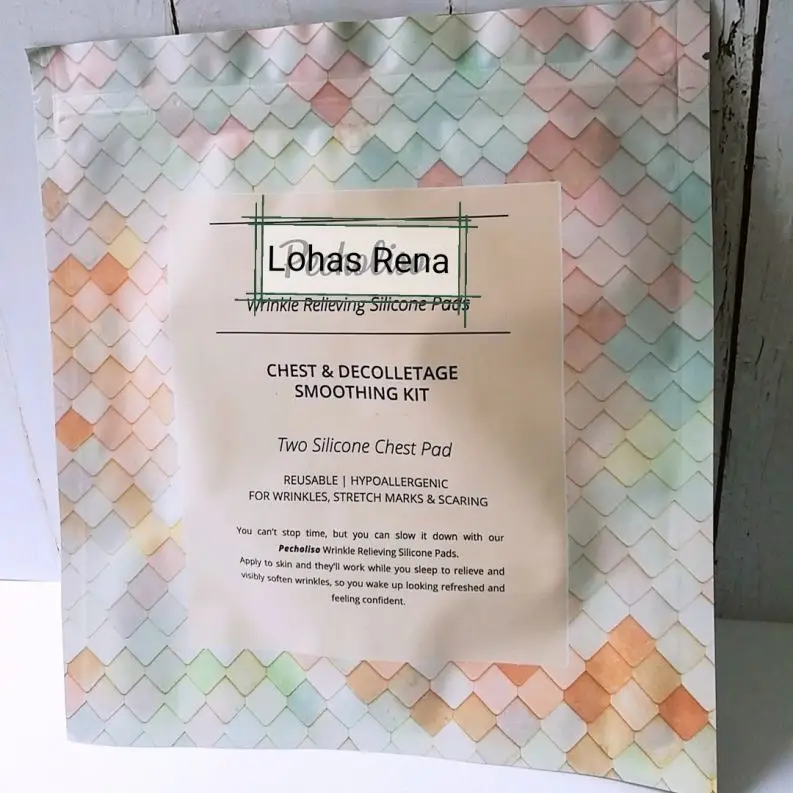 Lohas Rena
Wrinkle Relieving Silicone Pads
CHEST & DECOLLETAGE
SMOOTHING KIT
Two Silicone Chest Pad
REUSABLE | HYPOALLERGENIC
FOR WRINKLES, STRETCH MARKS & SCARING
You can't stop time, but you can slow it down with our
Pecholiso Wrinkle Relieving Silicone Pads.
Apply to skin and they'll work while you sleep to relieve and
visibly soften wrinkles, so you wake up looking refreshed and
feeling confident.